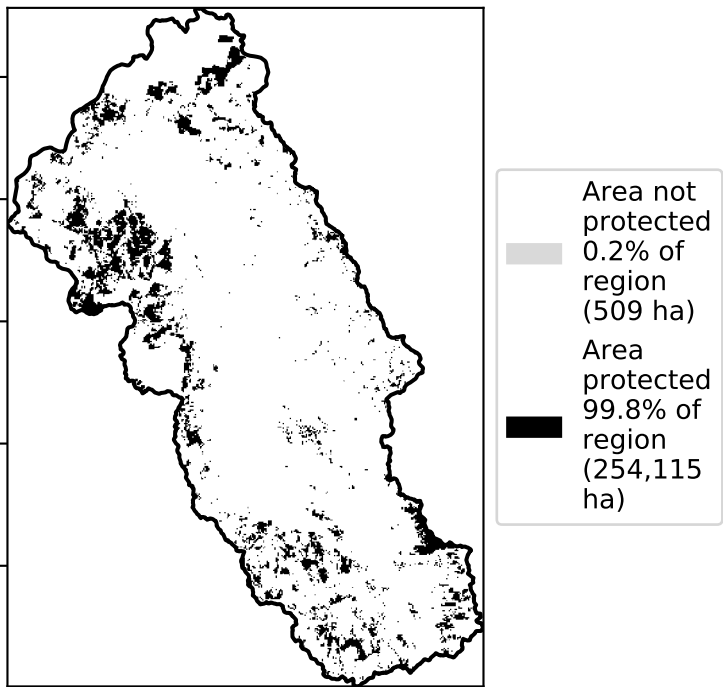 Area not
protected
0.2% of
region
(509 ha)
Area
protected
99.8% of
region
(254,115
ha)